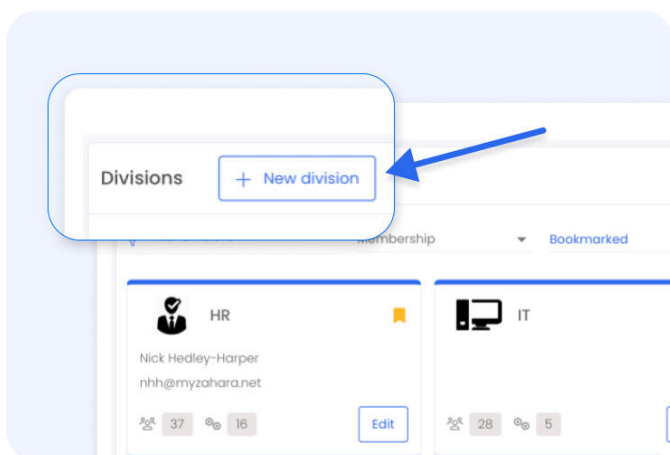 Divisions
+ New division
Membership
Bookmarked
HR
IT
Nick Hedley-Harper
nhh@myzahara.net
37
16
Edit
28
5